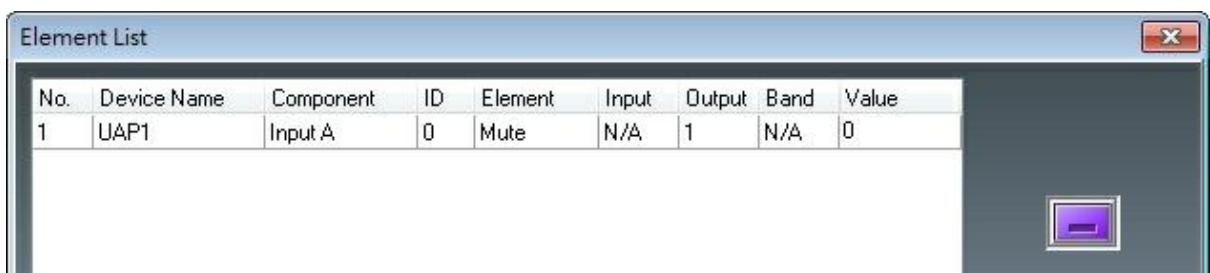 Element List
No. Device Name Component ID Element Input Output Band Value
1 UAP1 Input A 0 Mute N/A 1 N/A 0